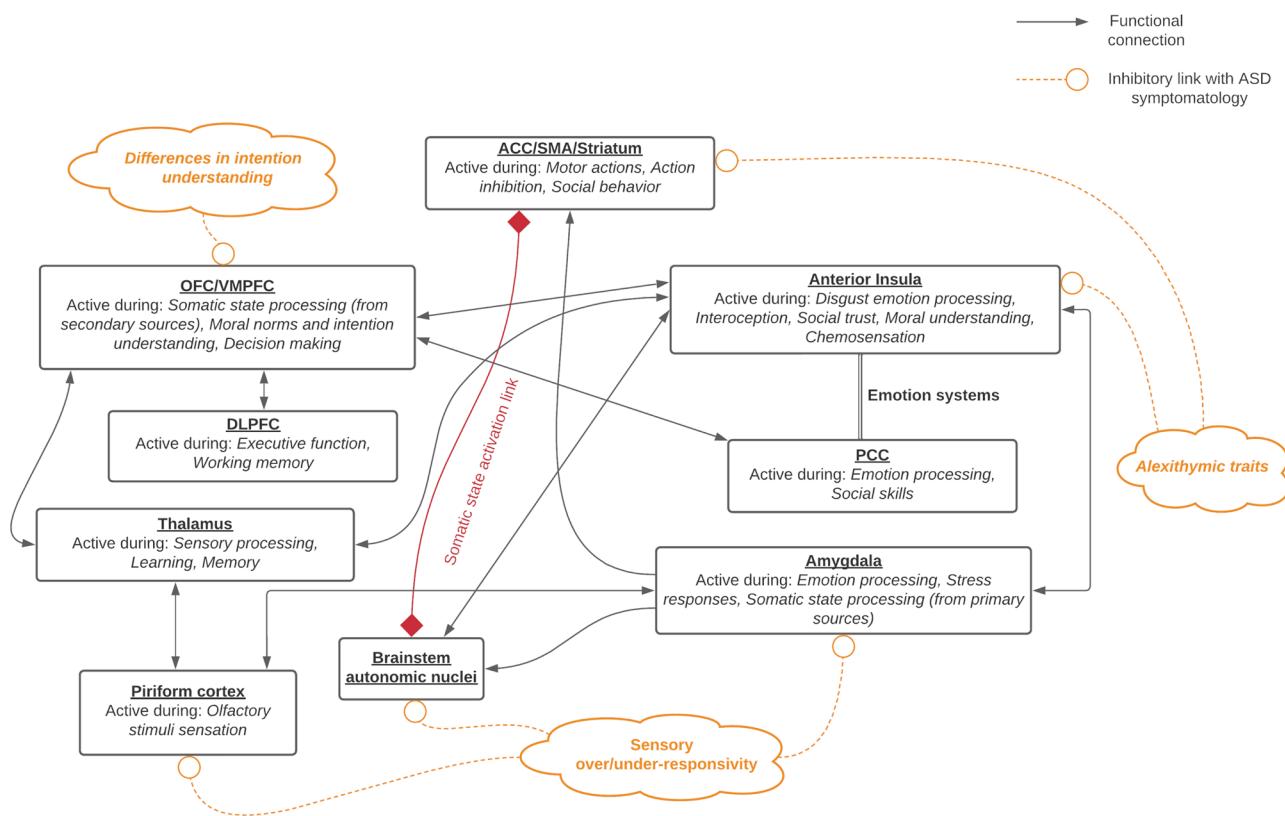 Functional
connection
Inhibitory link with ASD
symptomatology
Differences in intention
understanding
ACC/SMA/Striatum
Active during: Motor actions, Action
inhibition, Social behavior
OFC/VMPFC
Active during: Somatic state processing (from
secondary sources), Moral norms and intention
understanding, Decision making
Anterior Insula
Active during: Disgust emotion processing,
Interoception, Social trust, Moral understanding,
Chemosensation
Somatic state activation link
Emotion systems
DLPFC
Active during: Executive function,
Working memory
PCC
Active during: Emotion processing,
Social skills
Alexithymic traits
Thalamus
Active during: Sensory processing,
Learning, Memory
Amygdala
Active during: Emotion processing, Stress
responses, Somatic state processing (from primary
sources)
Brainstem
autonomic nuclei
Piriform cortex
Active during: Olfactory
stimuli sensation
Sensory
over/under-responsivity